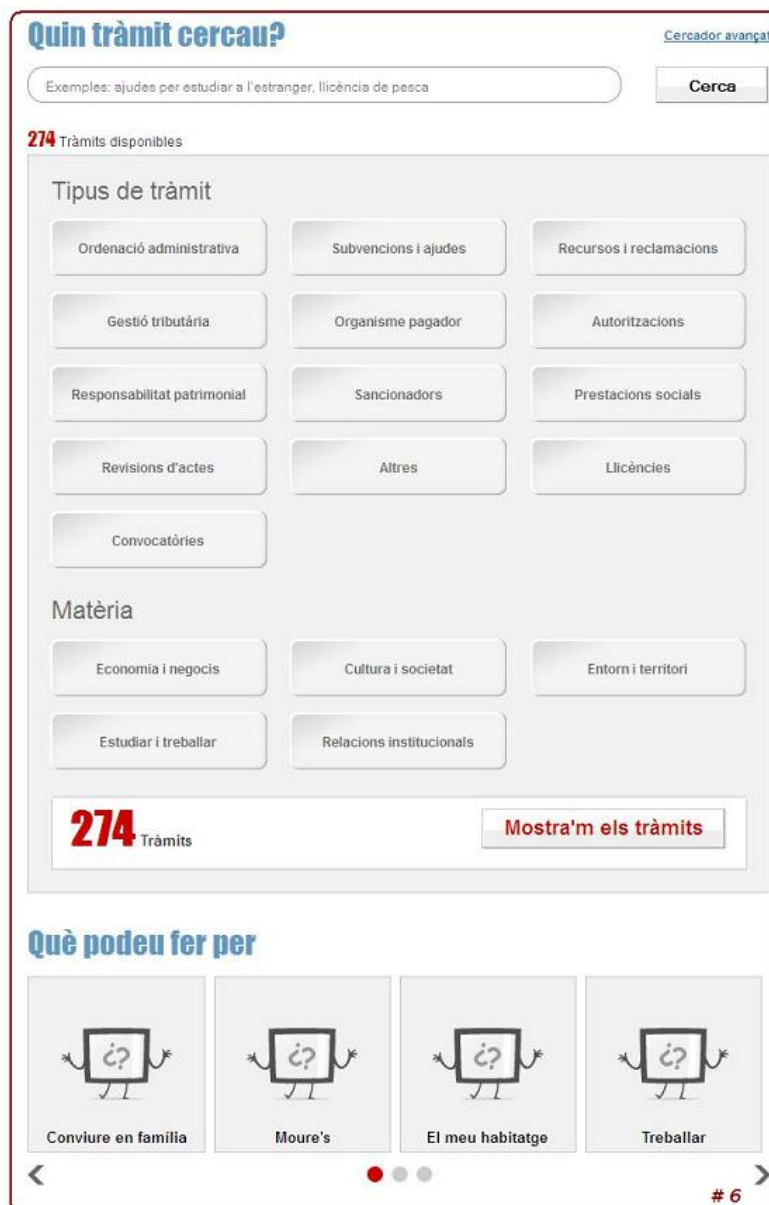 Quin tràmit cercau?
Cercador avançat
Exemples: ajudes per estudiar a l'estranger, llicència de pesca
Cerca
274 Tràmits disponibles
Tipus de tràmit
Ordenació administrativa
Subvencions i ajudes
Recursos i reclamacions
Gestió tributària
Organisme pagador
Autoritzacions
Responsabilitat patrimonial
Sancionadors
Prestacions socials
Revisions d'actes
Altres
Llicències
Convocatòries
Matèria
Economia i negocis
Cultura i societat
Entorn i territori
Estudiar i treballar
Relacions institucionals
274 Tràmits
Mostra'm els tràmits
Què podeu fer per
¿?
¿?
¿?
¿?
Conviure en família
Moure's
El meu habitatge
Treballar
# 6